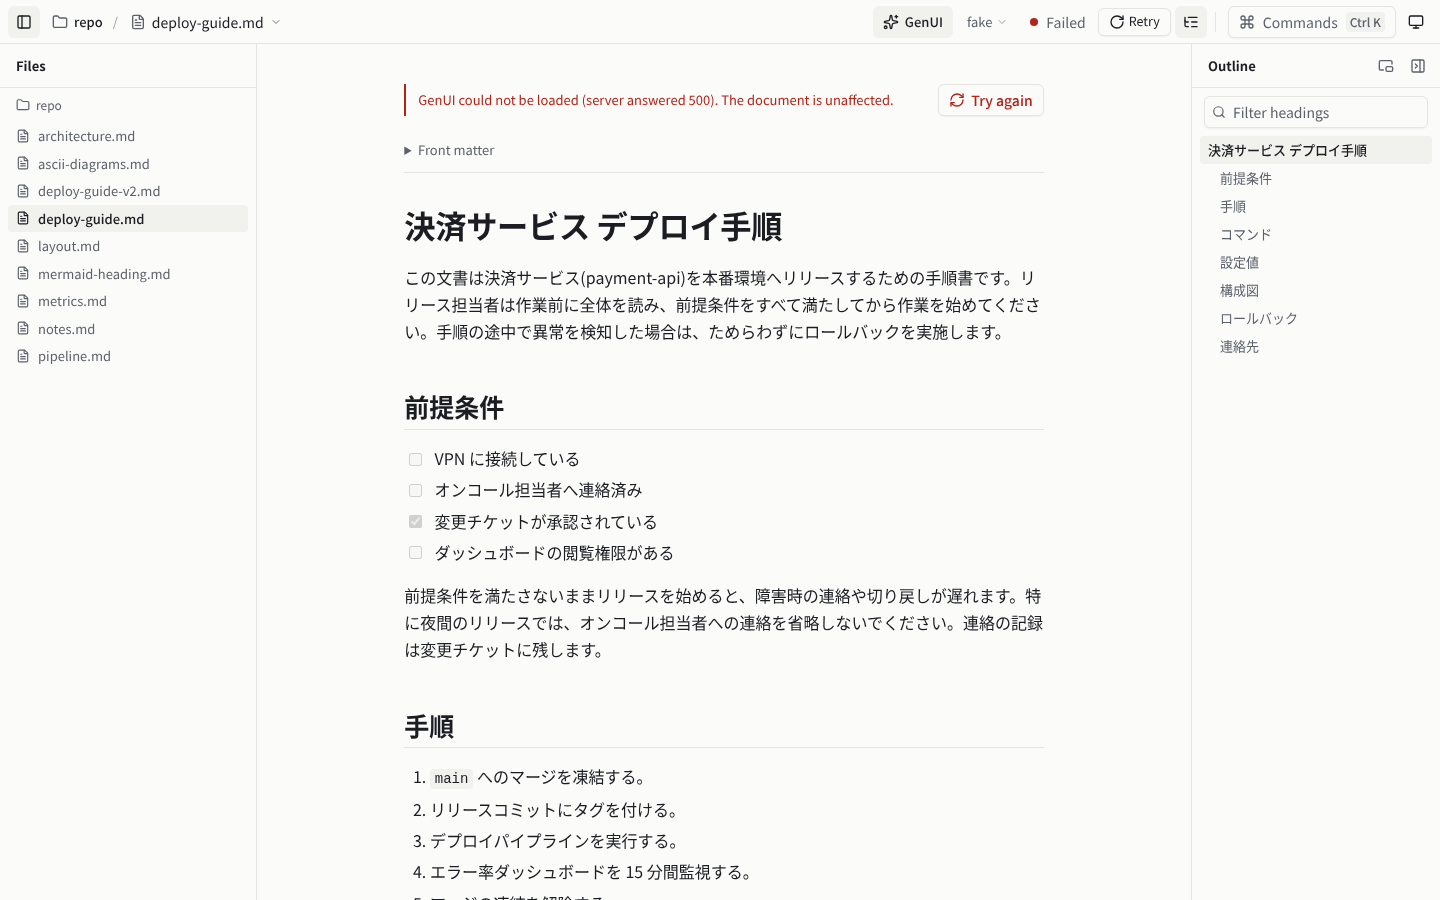 repo / deploy-guide.md
GenUI fake Failed Retry Commands Ctrl K
Files
repo
architecture.md
ascii-diagrams.md
deploy-guide-v2.md
deploy-guide.md
layout.md
mermaid-heading.md
metrics.md
notes.md
pipeline.md
GenUI could not be loaded (server answered 500). The document is unaffected. Try again
Front matter
決済サービス デプロイ手順
この文書は決済サービス(payment-api)を本番環境へリリースするための手順書です。リ
リース担当者は作業前に全体を読み、前提条件をすべて満たしてから作業を始めてくださ
い。手順の途中で異常を検知した場合は、ためらわずにロールバックを実施します。
前提条件
VPN に接続している
オンコール担当者へ連絡済み
変更チケットが承認されている
ダッシュボードの閲覧権限がある
前提条件を満たさないままリリースを始めると、障害時の連絡や切り戻しが遅れます。特
に夜間のリリースでは、オンコール担当者への連絡を省略しないでください。連絡の記録
は変更チケットに残します。
手順
1. main へのマージを凍結する。
2. リリースコミットにタグを付ける。
3. デプロイパイプラインを実行する。
4. エラー率ダッシュボードを 15 分間監視する。
Outline
Filter headings
決済サービス デプロイ手順
前提条件
手順
コマンド
設定値
構成図
ロールバック
連絡先